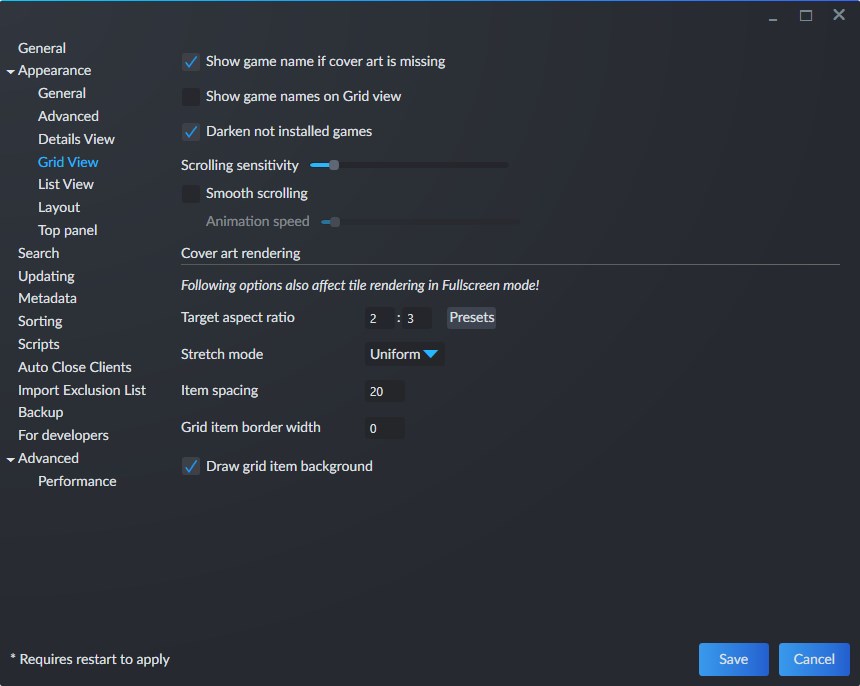 General
Appearance
General
Advanced
Details View
Grid View
List View
Layout
Top panel
Search
Updating
Metadata
Sorting
Scripts
Auto Close Clients
Import Exclusion List
Backup
For developers
Advanced
Performance
Show game name if cover art is missing
Show game names on Grid view
Darken not installed games
Scrolling sensitivity
Smooth scrolling
Animation speed
Cover art rendering
Following options also affect tile rendering in Fullscreen mode!
Target aspect ratio 2 : 3 Presets
Stretch mode Uniform
Item spacing 20
Grid item border width 0
Draw grid item background
* Requires restart to apply
Save Cancel